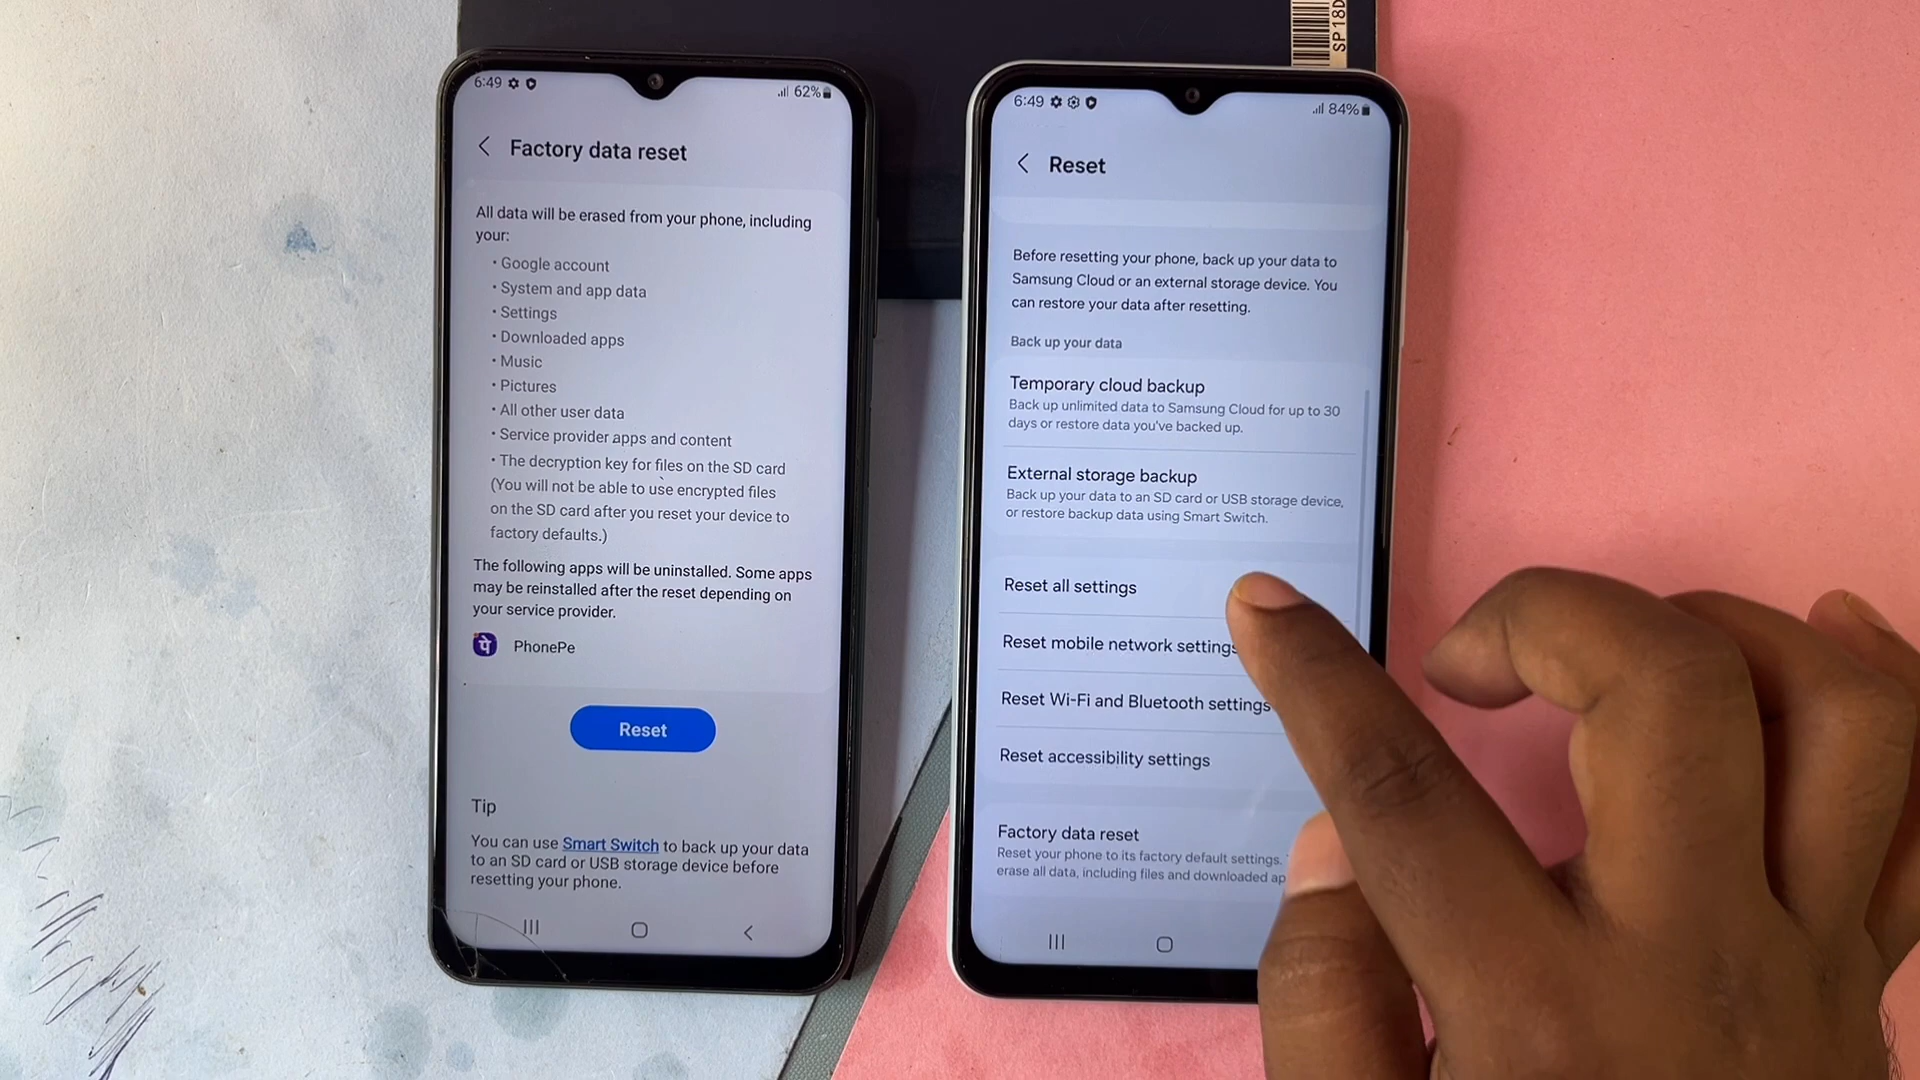 SP 18D
6:49
62%
Factory data reset
All data will be erased from your phone, including
your:
• Google account
• System and app data
• Settings
• Downloaded apps
• Music
• Pictures
• All other user data
• Service provider apps and content
• The decryption key for files on the SD card
(You will not be able to use encrypted files
on the SD card after you reset your device to
factory defaults.)
The following apps will be uninstalled. Some apps
may be reinstalled after the reset depending on
your service provider.
पे PhonePe
Reset
Tip
You can use Smart Switch to back up your data
to an SD card or USB storage device before
resetting your phone.
6:49
84%
Reset
Before resetting your phone, back up your data to
Samsung Cloud or an external storage device. You
can restore your data after resetting.
Back up your data
Temporary cloud backup
Back up unlimited data to Samsung Cloud for up to 30
days or restore data you've backed up.
External storage backup
Back up your data to an SD card or USB storage device,
or restore backup data using Smart Switch.
Reset all settings
Reset mobile network settings
Reset Wi-Fi and Bluetooth settings
Reset accessibility settings
Factory data reset
Reset your phone to its factory default settings.
erase all data, including files and downloaded ap